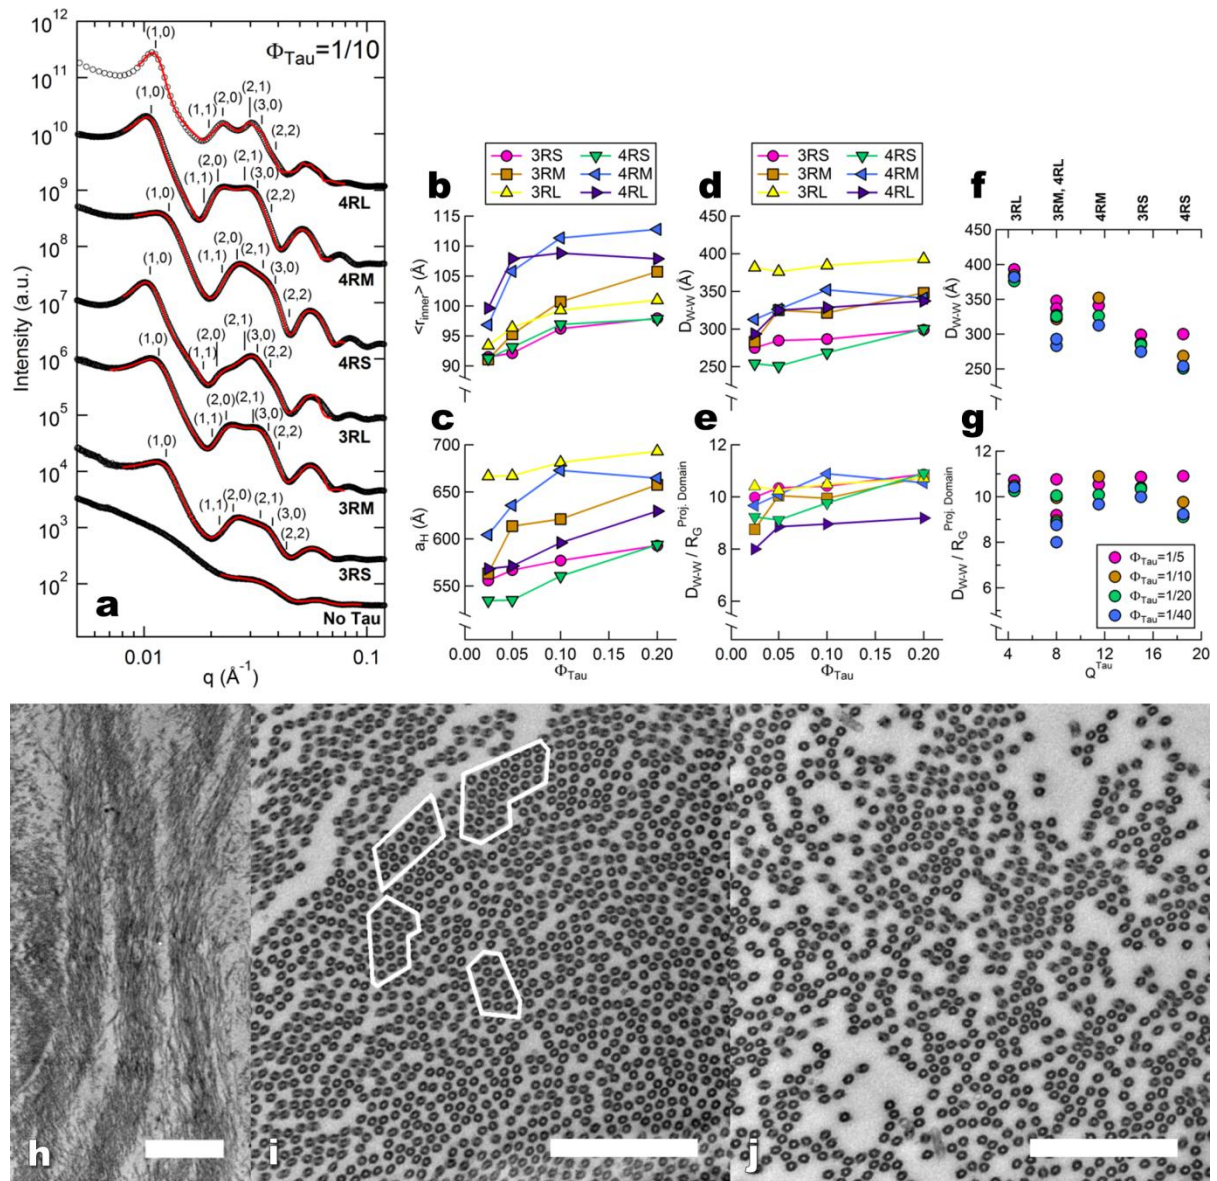 10¹²
10¹¹
10¹⁰
10⁹
10⁸
10⁷
10⁶
10⁵
10⁴
10³
10²
Intensity (a.u.)
Φ_Tau=1/10
(1,0)
(1,1)
(2,0)
(2,1)
(3,0)
(2,2)
4RL
(1,0)
(1,1)
(2,0)
(2,1)
(3,0)
(2,2)
4RM
(1,0)
(1,1)
(2,0)
(2,1)
(3,0)
(2,2)
4RS
(1,0)
(1,1)
(2,0)
(2,1)
(3,0)
(2,2)
3RL
(1,0)
(1,1)
(2,0)
(2,1)
(3,0)
(2,2)
3RM
(1,0)
(1,1)
(2,0)
(2,1)
(3,0)
(2,2)
3RS
No Tau
a
0.01 0.1
q (Å⁻¹)
b
3RS 4RS
3RM 4RM
3RL 4RL
115
110
105
100
95
90
<r_inner> (Å)
c
700
650
600
550
a_H (Å)
0.00 0.05 0.10 0.15 0.20
Φ_Tau
d
3RS 4RS
3RM 4RM
3RL 4RL
450
400
350
300
250
D_W-W (Å)
e
12
10
8
6
D_W-W / R_G^Proj. Domain
0.00 0.05 0.10 0.15 0.20
Φ_Tau
f
3RL
3RM, 4RL
4RM
3RS
4RS
450
400
350
300
250
D_W-W (Å)
g
12
11
10
9
8
6
D_W-W / R_G^Proj. Domain
Φ_Tau=1/5
Φ_Tau=1/10
Φ_Tau=1/20
Φ_Tau=1/40
4 8 12 16 20
Q^Tau
h
i
j